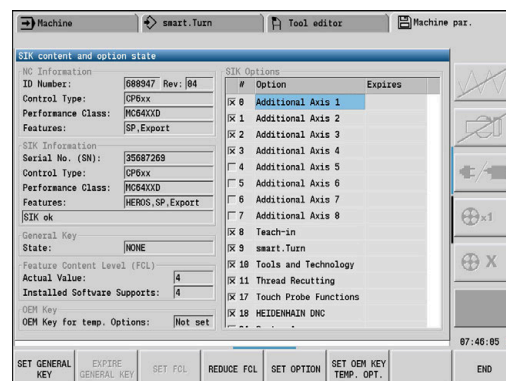 Machine
smart.Turn
Tool editor
Machine par.
SIK content and option state
NC Information
ID Number: 688947 Rev: 04
Control Type: CP6xx
Performance Class: MC64XXD
Features: SP,Export
SIK Information
Serial No. (SN): 35687269
Control Type: CP6xx
Performance Class: MC64XXD
Features: HEROS,SP,Export
SIK ok
General Key
State: NONE
Feature Content Level (FCL)
Actual Value: 4
Installed Software Supports: 4
OEM Key
OEM Key for temp. Options: Not set
SIK Options
# Option Expires
0 Additional Axis 1
1 Additional Axis 2
2 Additional Axis 3
3 Additional Axis 4
4 Additional Axis 5
5 Additional Axis 6
6 Additional Axis 7
7 Additional Axis 8
8 Teach-in
9 smart.Turn
10 Tools and Technology
11 Thread Recutting
17 Touch Probe Functions
18 HEIDENHAIN DNC
x1
X
07:46:05
SET GENERAL KEY
EXPIRE GENERAL KEY
SET FCL
REDUCE FCL
SET OPTION
SET OEM KEY TEMP. OPT.
END